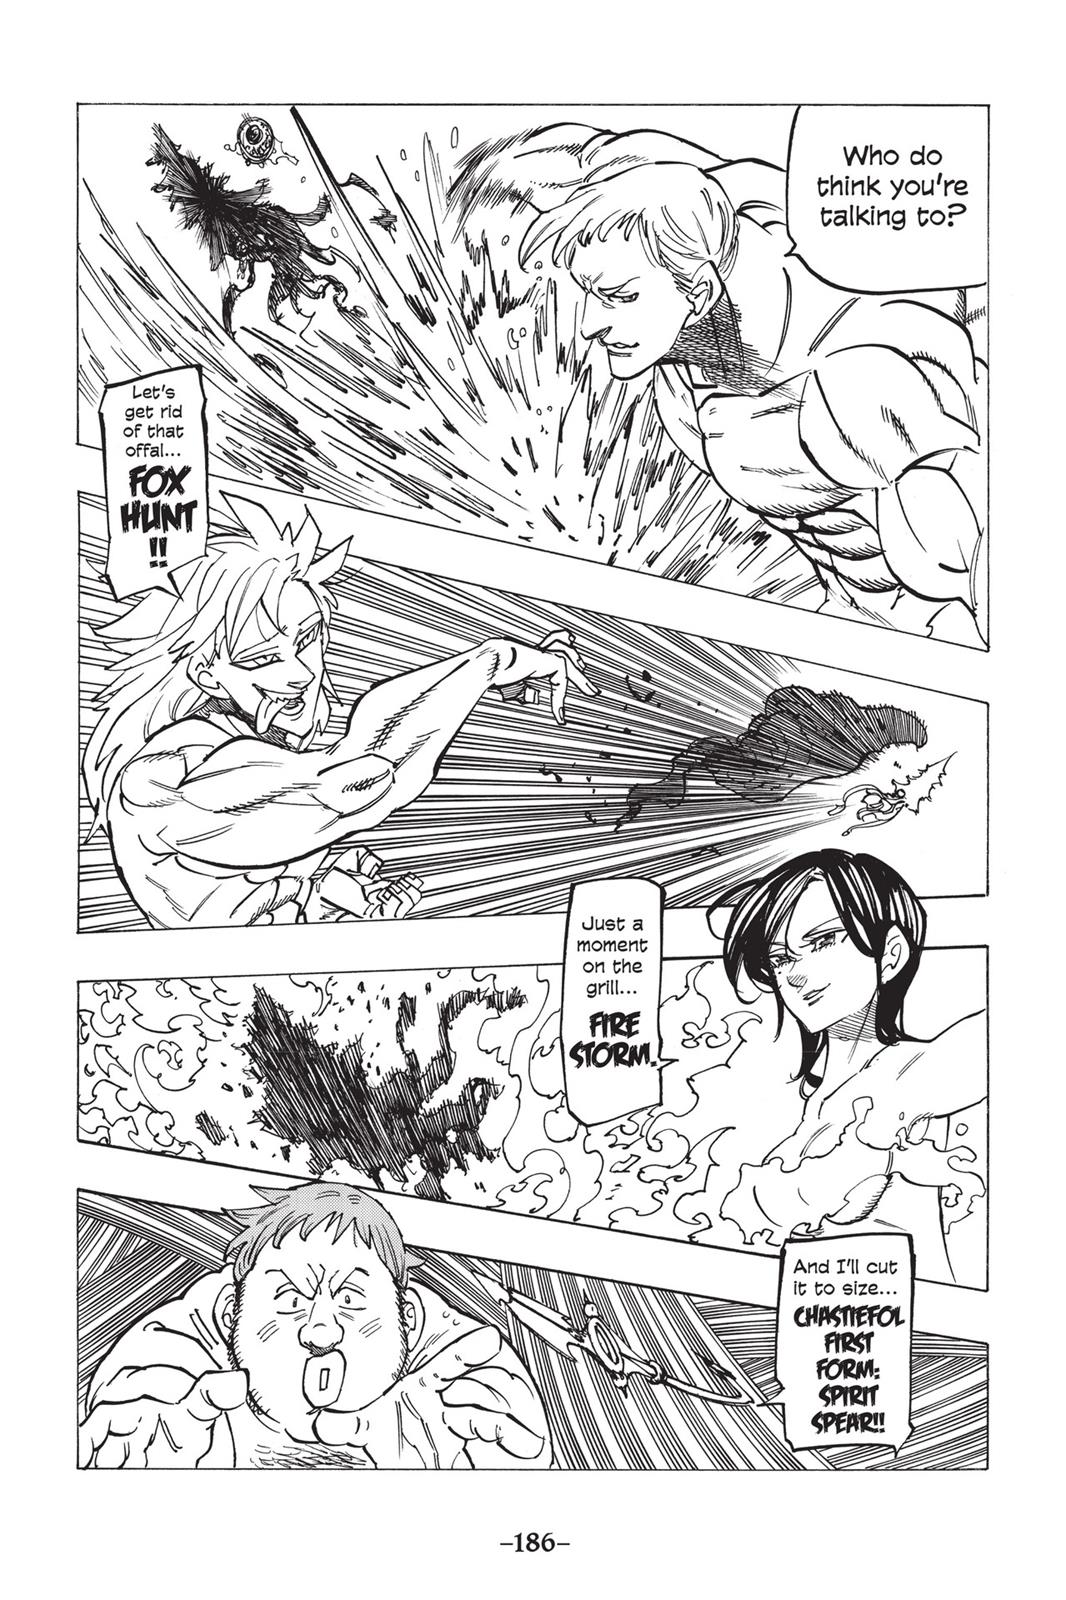 Who do
think you're
talking to?
Let's
get rid
of that
offal...
FOX
HUNT
!!
Just a
moment
on the
grill...
FIRE
STORM.
And I'll cut
it to size...
CHASTIEFOL
FIRST
FORM:
SPIRIT
SPEAR!!
–186–